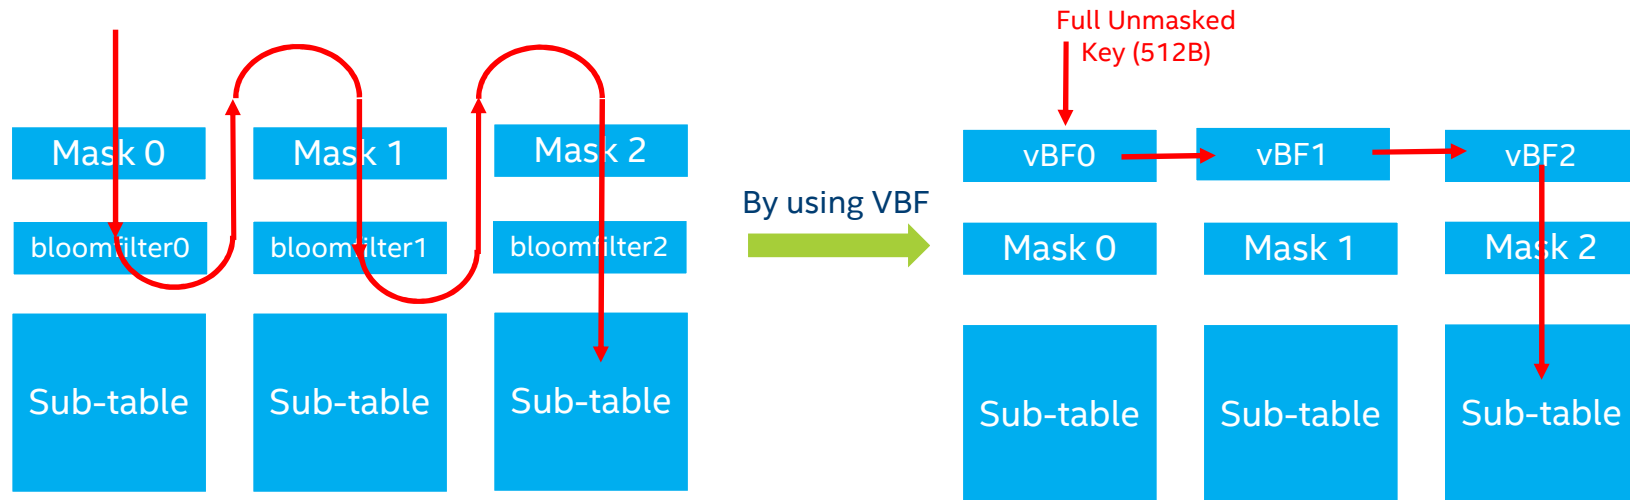 Mask 0
Mask 1
Mask 2
bloomfilter0
bloomfilter1
bloomfilter2
Sub-table
Sub-table
Sub-table
By using VBF
Full Unmasked
Key (512B)
vBF0
vBF1
vBF2
Mask 0
Mask 1
Mask 2
Sub-table
Sub-table
Sub-table